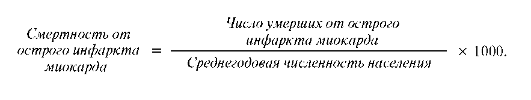 Смертность от
острого инфаркта
миокарда
=
Число умерших от острого
инфаркта миокарда
Среднегодовая численность населения
× 1000.